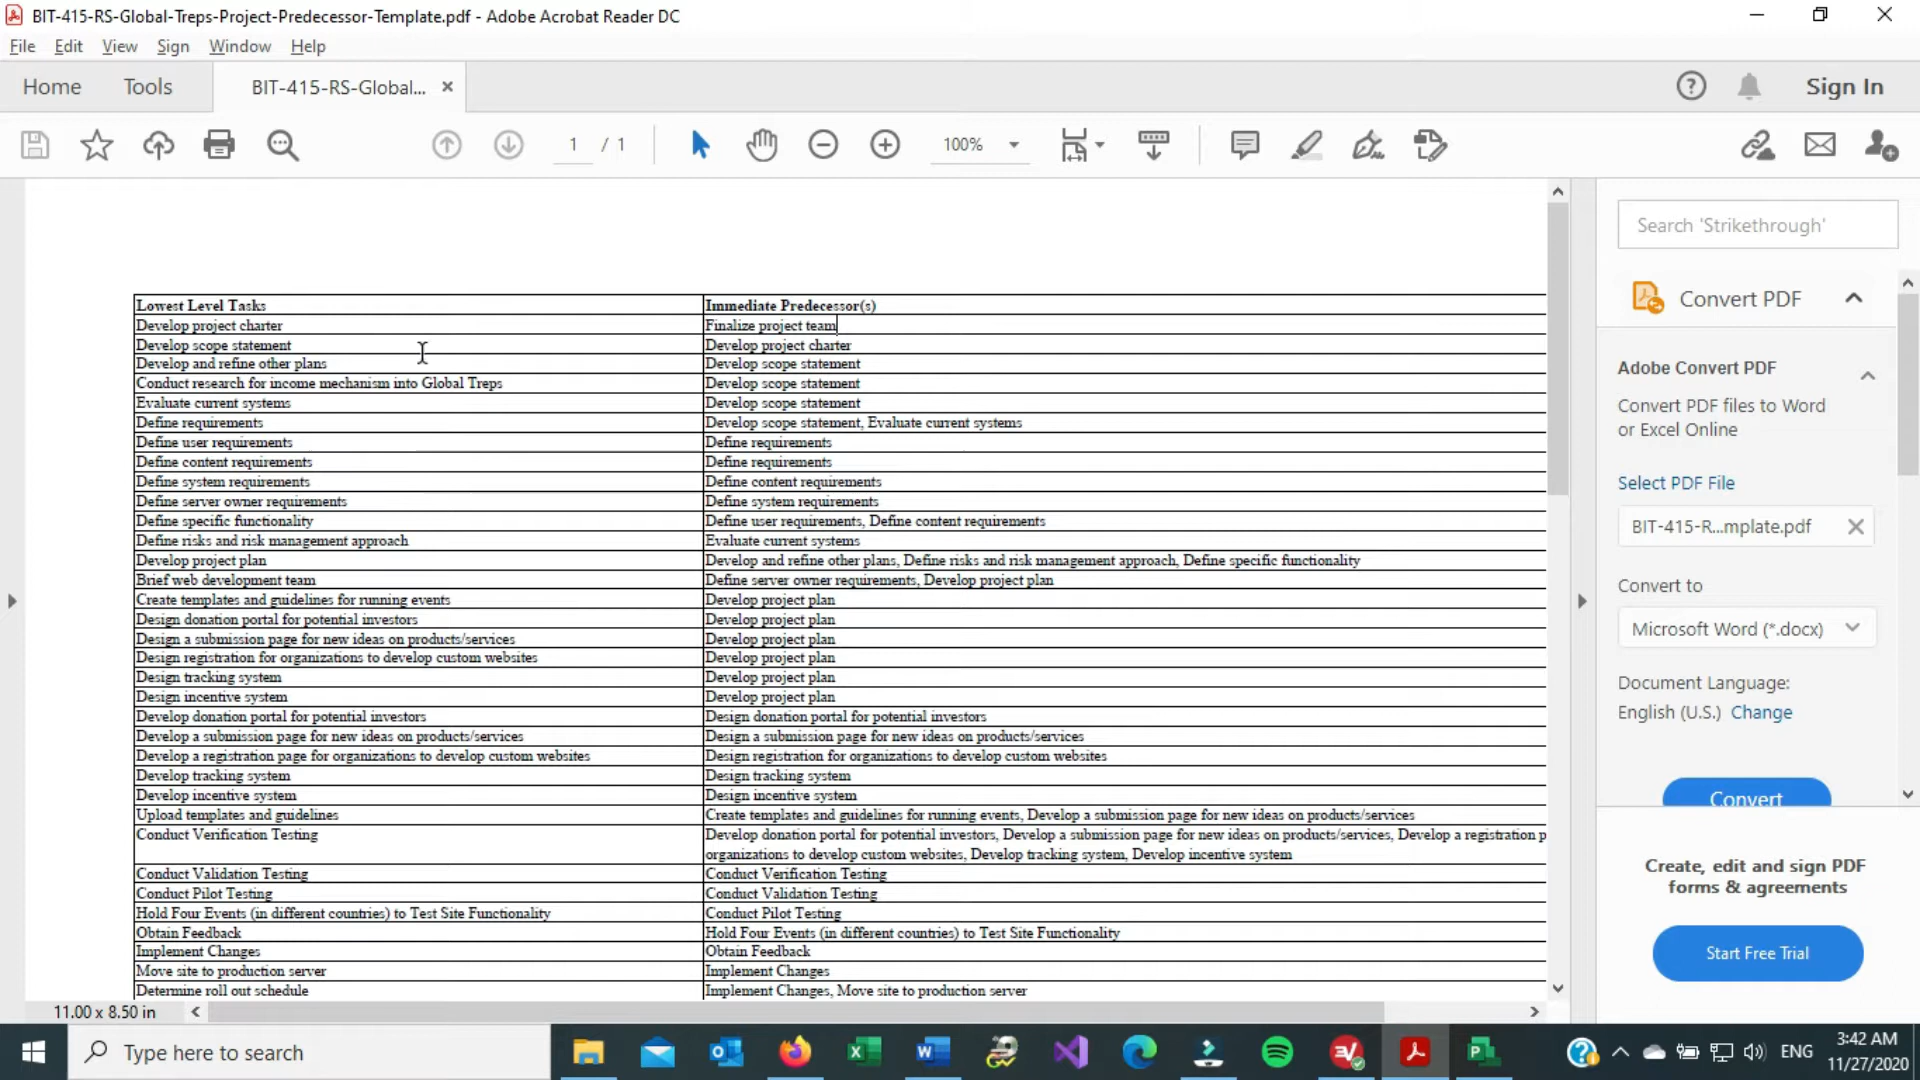 BIT-415-RS-Global-Treps-Project-Predecessor-Template.pdf - Adobe Acrobat Reader DC
File Edit View Sign Window Help
Home Tools BIT-415-RS-Global... × Sign In
1 / 1 100%
Search 'Strikethrough'
Lowest Level Tasks Immediate Predecessor(s)
Develop project charter Finalize project team
Develop scope statement Develop project charter
Develop and refine other plans Develop scope statement
Conduct research for income mechanism into Global Treps Develop scope statement
Evaluate current systems Develop scope statement
Define requirements Develop scope statement, Evaluate current systems
Define user requirements Define requirements
Define content requirements Define requirements
Define system requirements Define content requirements
Define server owner requirements Define system requirements
Define specific functionality Define user requirements, Define content requirements
Define risks and risk management approach Evaluate current systems
Develop project plan Develop and refine other plans, Define risks and risk management approach, Define specific functionality
Brief web development team Define server owner requirements, Develop project plan
Create templates and guidelines for running events Develop project plan
Design donation portal for potential investors Develop project plan
Design a submission page for new ideas on products/services Develop project plan
Design registration for organizations to develop custom websites Develop project plan
Design tracking system Develop project plan
Design incentive system Develop project plan
Develop donation portal for potential investors Design donation portal for potential investors
Develop a submission page for new ideas on products/services Design a submission page for new ideas on products/services
Develop a registration page for organizations to develop custom websites Design registration for organizations to develop custom websites
Develop tracking system Design tracking system
Develop incentive system Design incentive system
Upload templates and guidelines Create templates and guidelines for running events, Develop a submission page for new ideas on products/services
Conduct Verification Testing Develop donation portal for potential investors, Develop a submission page for new ideas on products/services, Develop a registration p
organizations to develop custom websites, Develop tracking system, Develop incentive system
Conduct Validation Testing Conduct Verification Testing
Conduct Pilot Testing Conduct Validation Testing
Hold Four Events (in different countries) to Test Site Functionality Conduct Pilot Testing
Obtain Feedback Hold Four Events (in different countries) to Test Site Functionality
Implement Changes Obtain Feedback
Move site to production server Implement Changes
Determine roll out schedule Implement Changes, Move site to production server
11.00 x 8.50 in
Convert PDF
Adobe Convert PDF
Convert PDF files to Word
or Excel Online
Select PDF File
BIT-415-R...mplate.pdf
Convert to
Microsoft Word (*.docx)
Document Language:
English (U.S.) Change
Convert
Create, edit and sign PDF
forms & agreements
Start Free Trial
Type here to search
ENG
3:42 AM
11/27/2020